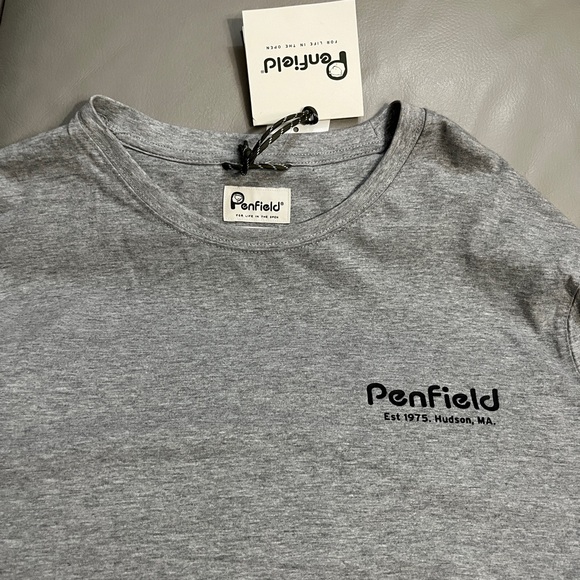 Penfield®
FOR LIFE IN THE OPEN
Penfield®
FOR LIFE IN THE OPEN
Penfield
Est 1975. Hudson, MA.